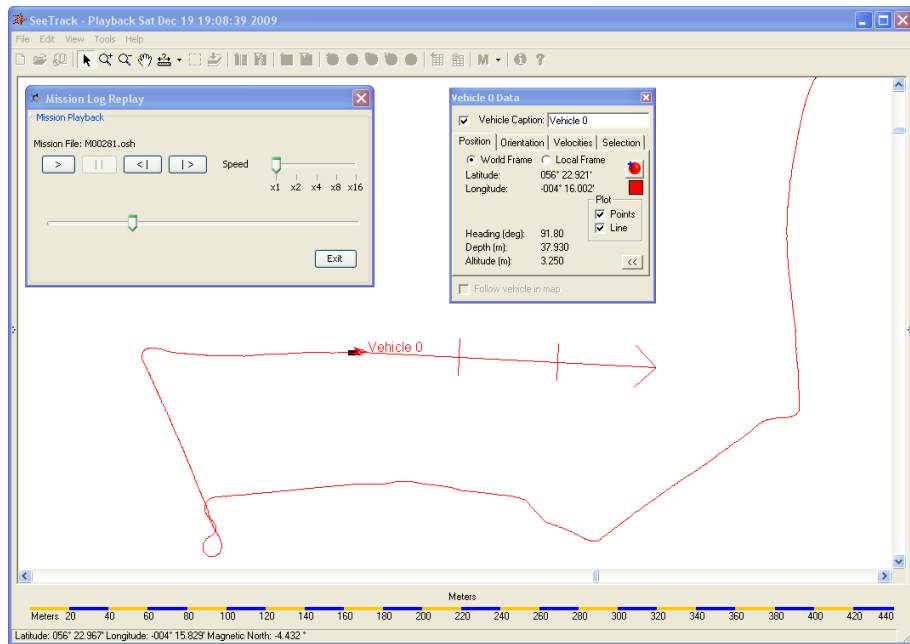 SeeTrack - Playback Sat Dec 19 19:08:39 2009
File Edit View Tools Help
M
Mission Log Replay
Mission Playback
Mission File: M00281.osh
> || <| |> Speed
x1 x2 x4 x8 x16
Exit
Vehicle 0 Data
Vehicle Caption: Vehicle 0
Position Orientation Velocities Selection
World Frame Local Frame
Latitude: 056° 22.921'
Longitude: -004° 16.002'
Plot
Points
Line
Heading (deg): 91.80
Depth (m): 37.930
Altitude (m): 3.250
<<
Follow vehicle in map
Vehicle 0
Meters
Meters 20 40 60 80 100 120 140 160 180 200 220 240 260 280 300 320 340 360 380 400 420 440
Latitude: 056° 22.967' Longitude: -004° 15.829' Magnetic North: -4.432 °